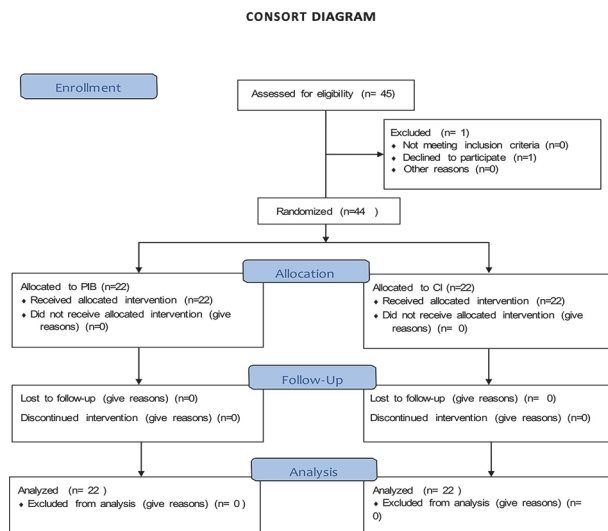 CONSORT DIAGRAM
Enrollment
Assessed for eligibility (n= 45)
Excluded (n= 1)
♦ Not meeting inclusion criteria (n=0)
♦ Declined to participate (n=1)
♦ Other reasons (n=0)
Randomized (n=44 )
Allocation
Allocated to PIB (n=22)
♦ Received allocated intervention (n=22)
♦ Did not receive allocated intervention (give
reasons) (n=0)
Allocated to CI (n=22)
♦ Received allocated intervention (n=22)
♦ Did not receive allocated intervention (give
reasons) (n= 0)
Follow-Up
Lost to follow-up (give reasons) (n=0)
Discontinued intervention (give reasons) (n=0)
Lost to follow-up (give reasons) (n= 0)
Discontinued intervention (give reasons) (n=0)
Analysis
Analyzed (n= 22 )
♦ Excluded from analysis (give reasons) (n= 0 )
Analyzed (n= 22 )
♦ Excluded from analysis (give reasons) (n=
0)